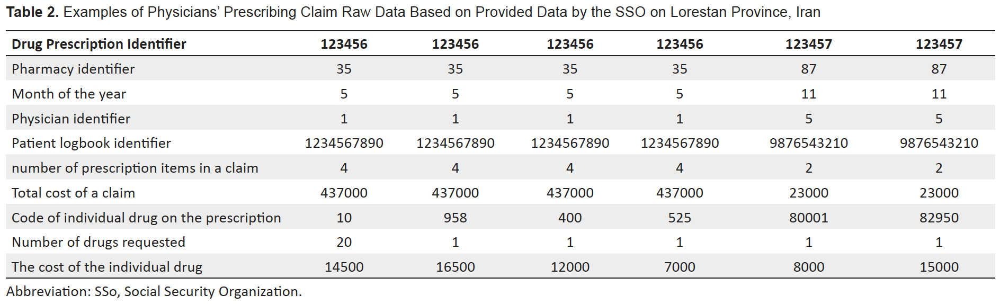 Table 2. Examples of Physicians’ Prescribing Claim Raw Data Based on Provided Data by the SSO on Lorestan Province, Iran
Drug Prescription Identifier 123456 123456 123456 123456 123457 123457
Pharmacy identifier 35 35 35 35 87 87
Month of the year 5 5 5 5 11 11
Physician identifier 1 1 1 1 5 5
Patient logbook identifier 1234567890 1234567890 1234567890 1234567890 9876543210 9876543210
number of prescription items in a claim 4 4 4 4 2 2
Total cost of a claim 437000 437000 437000 437000 23000 23000
Code of individual drug on the prescription 10 958 400 525 80001 82950
Number of drugs requested 20 1 1 1 1 1
The cost of the individual drug 14500 16500 12000 7000 8000 15000
Abbreviation: SSo, Social Security Organization.